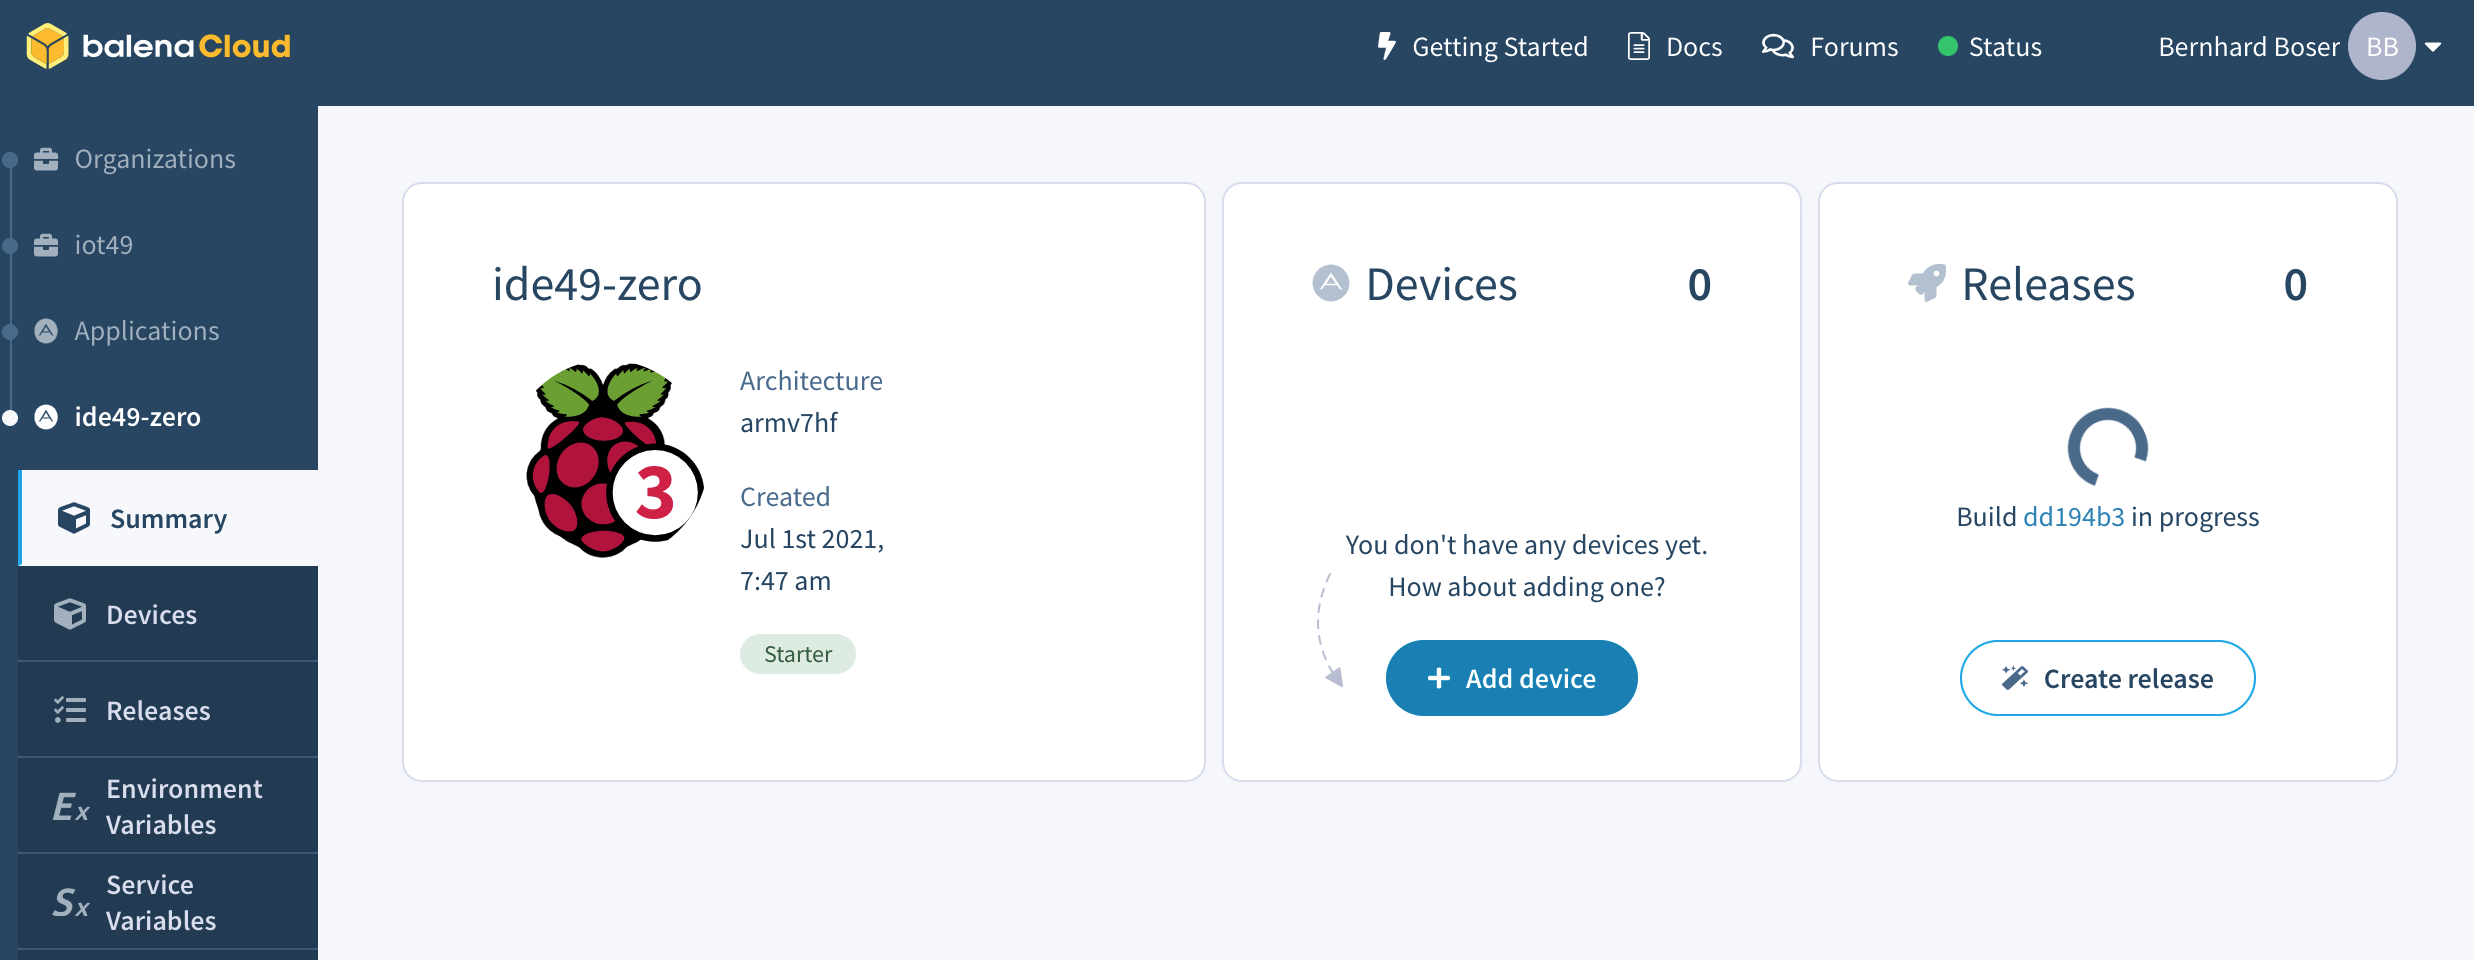 balenaCloud
Getting Started
Docs
Forums
Status
Bernhard Boser
BB
Organizations
iot49
Applications
ide49-zero
Summary
Devices
Releases
Ex
Environment
Variables
Sx
Service
Variables
ide49-zero
3
Architecture
armv7hf
Created
Jul 1st 2021,
7:47 am
Starter
Devices 0
You don't have any devices yet.
How about adding one?
+ Add device
Releases 0
Build dd194b3 in progress
Create release